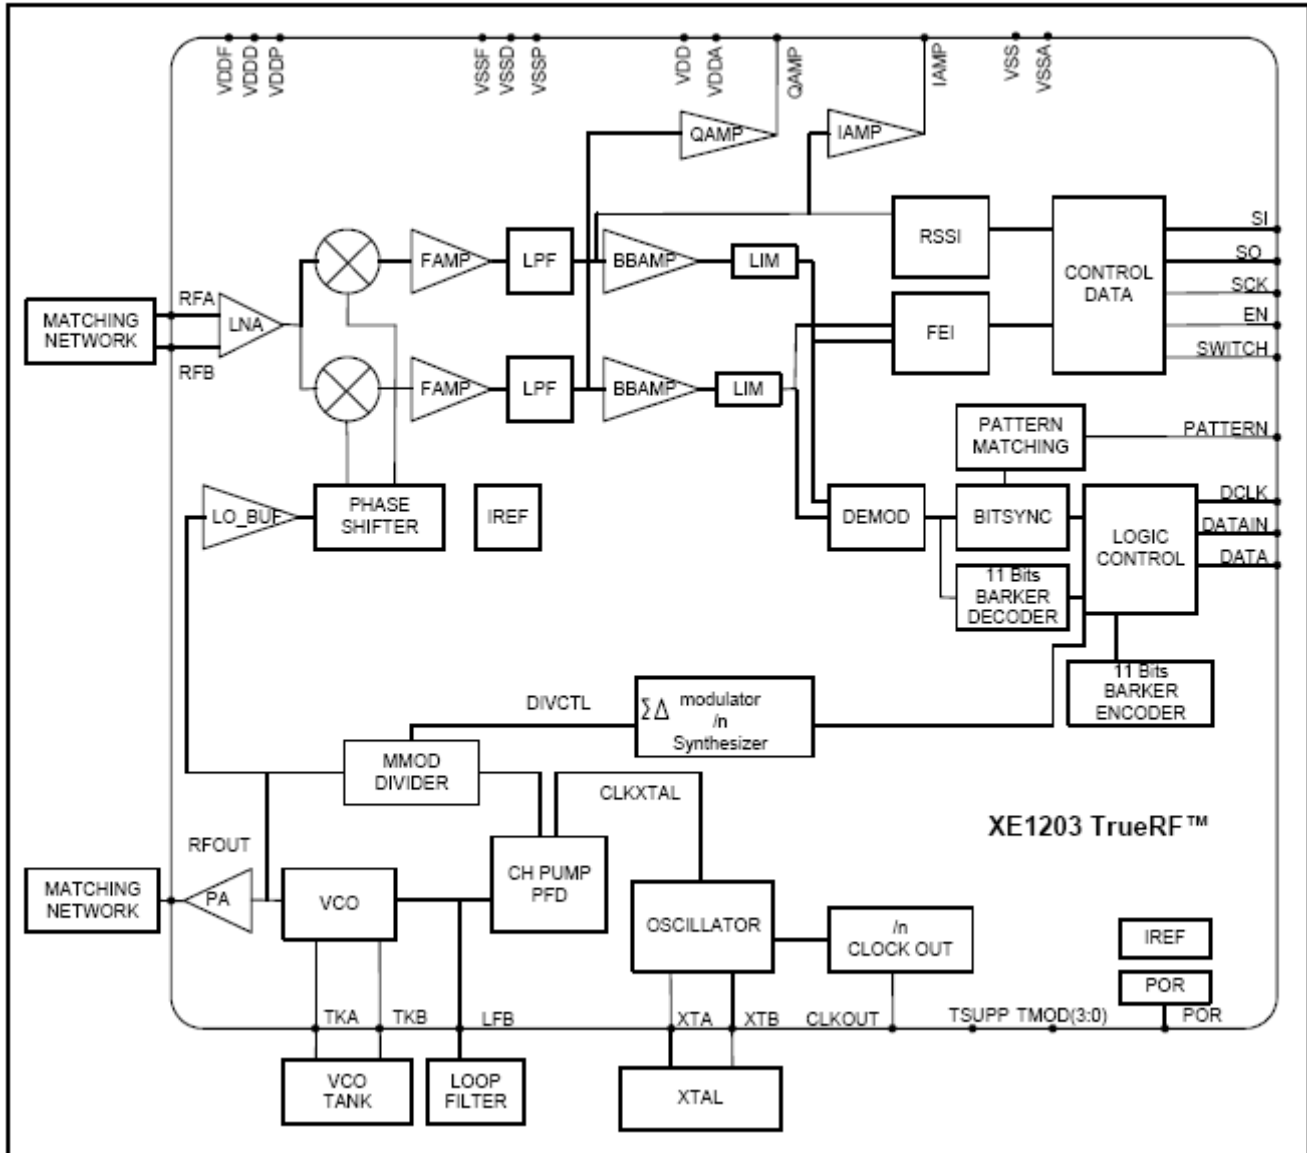 VDDF
VDDD
VDDP
VSSF
VSSD
VSSP
VDD
VDDA
QAMP
IAMP
VSS
VSSA
QAMP
IAMP
RSSI
CONTROL
DATA
SI
SO
SCK
EN
SWITCH
FAMP
LPF
BBAMP
LIM
MATCHING
NETWORK
RFA
RFB
LNA
FEI
FAMP
LPF
BBAMP
LIM
PATTERN
MATCHING
PATTERN
LO_BUF
PHASE
SHIFTER
IREF
DEMOD
BITSYNC
LOGIC
CONTROL
DCLK
DATAIN
DATA
11 Bits
BARKER
DECODER
11 Bits
BARKER
ENCODER
DIVCTL
ΣΔ modulator
/n
Synthesizer
MMOD
DIVIDER
CLKXTAL
XE1203 TrueRF™
RFOUT
MATCHING
NETWORK
PA
VCO
CH PUMP
PFD
OSCILLATOR
/n
CLOCK OUT
IREF
POR
TKA
TKB
LFB
XTA
XTB
CLKOUT
TSUPP
TMOD(3:0)
POR
VCO
TANK
LOOP
FILTER
XTAL